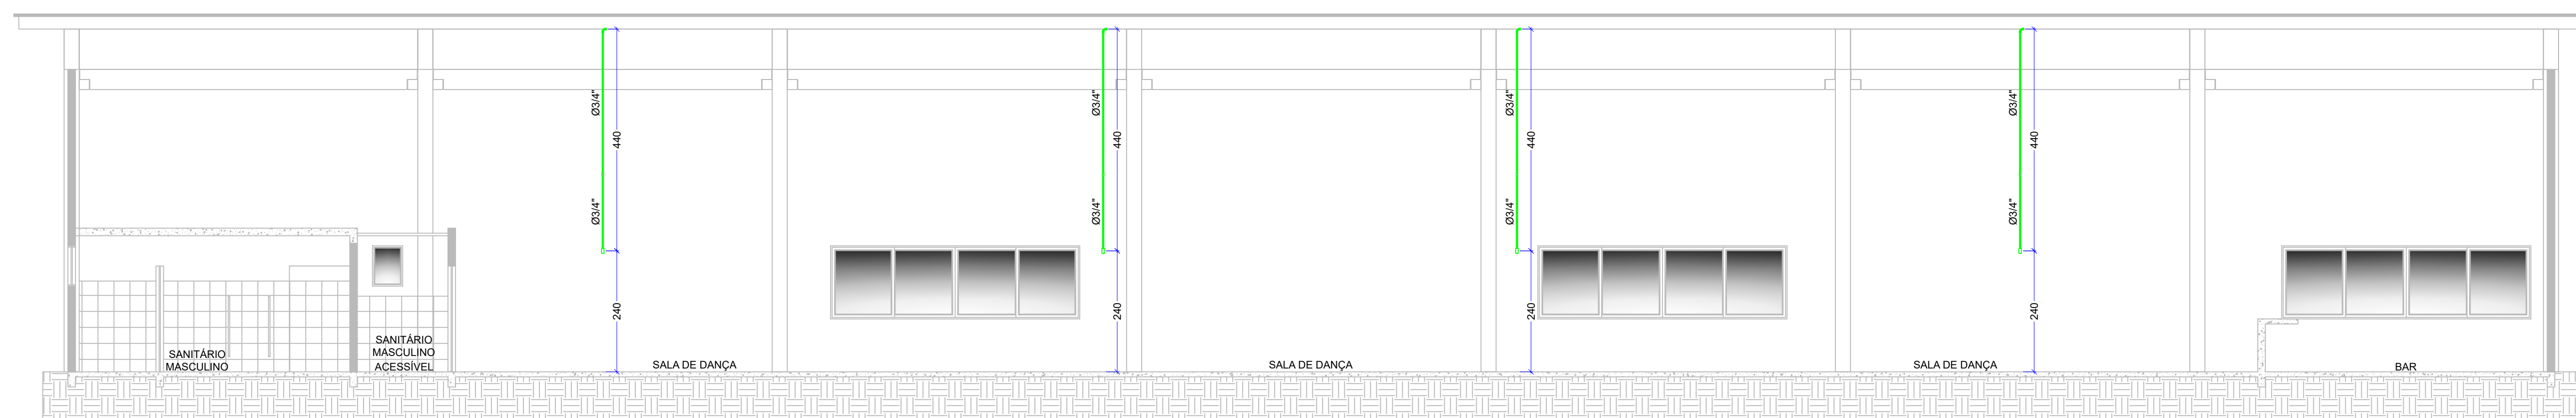 Ø3/4"
440
Ø3/4"
440
Ø3/4"
440
Ø3/4"
440
Ø3/4"
Ø3/4"
Ø3/4"
Ø3/4"
240
240
240
240
SANITÁRIO
MASCULINO
SANITÁRIO
MASCULINO
ACESSÍVEL
SALA DE DANÇA
SALA DE DANÇA
SALA DE DANÇA
BAR